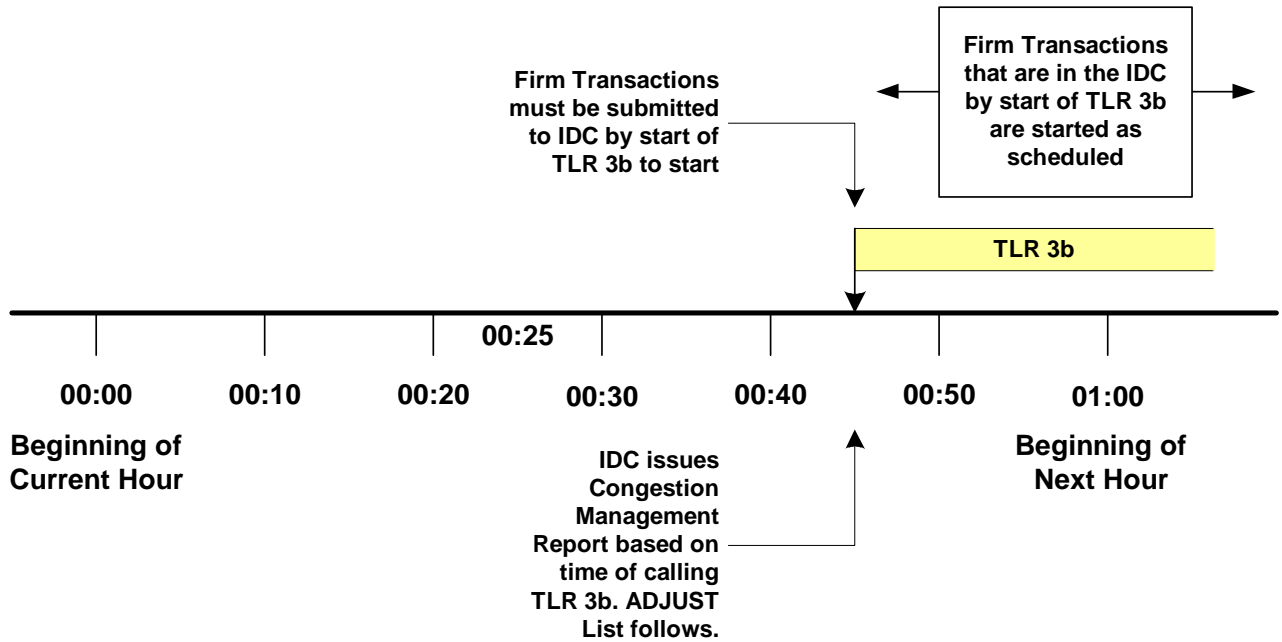 Firm Transactions
must be submitted
to IDC by start of
TLR 3b to start
Firm Transactions
that are in the IDC
by start of TLR 3b
are started as
scheduled
TLR 3b
00:25
00:00
00:10
00:20
00:30
00:40
00:50
01:00
Beginning of
Current Hour
IDC issues
Congestion
Management
Report based on
time of calling
TLR 3b. ADJUST
List follows.
Beginning of
Next Hour